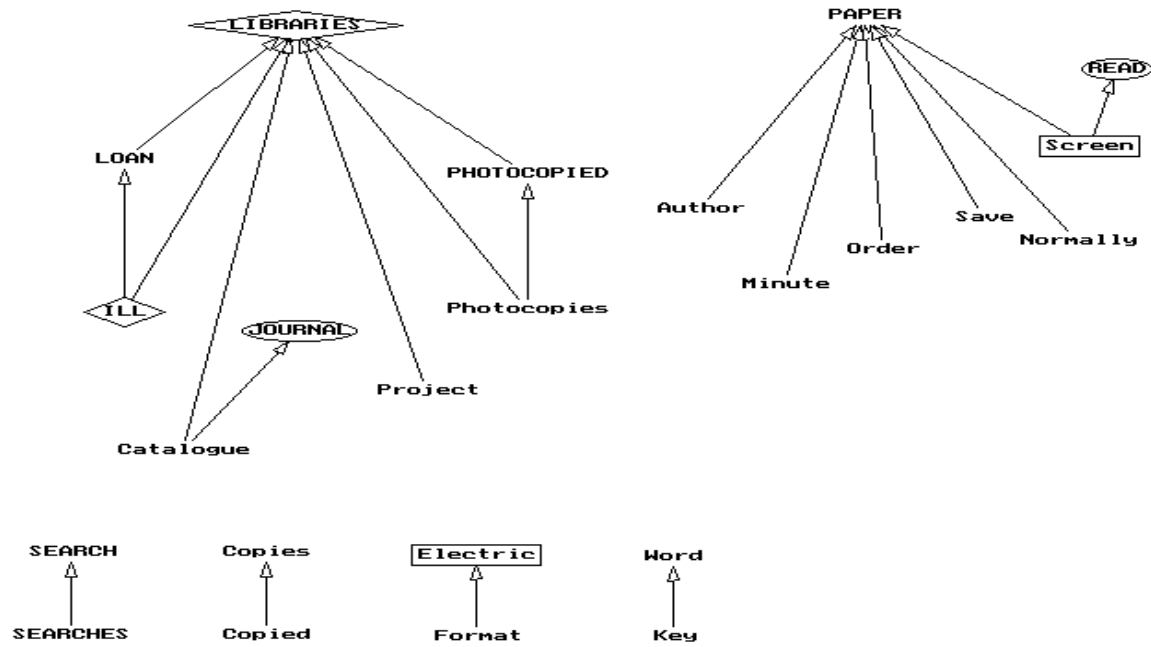 LIBRARIES
PAPER
READ
LOAN
PHOTOCOPIED
Screen
Author
Save
Order
Normally
Minute
ILL
Photocopies
JOURNAL
Project
Catalogue
SEARCH
Copies
Electric
Word
SEARCHES
Copied
Format
Key